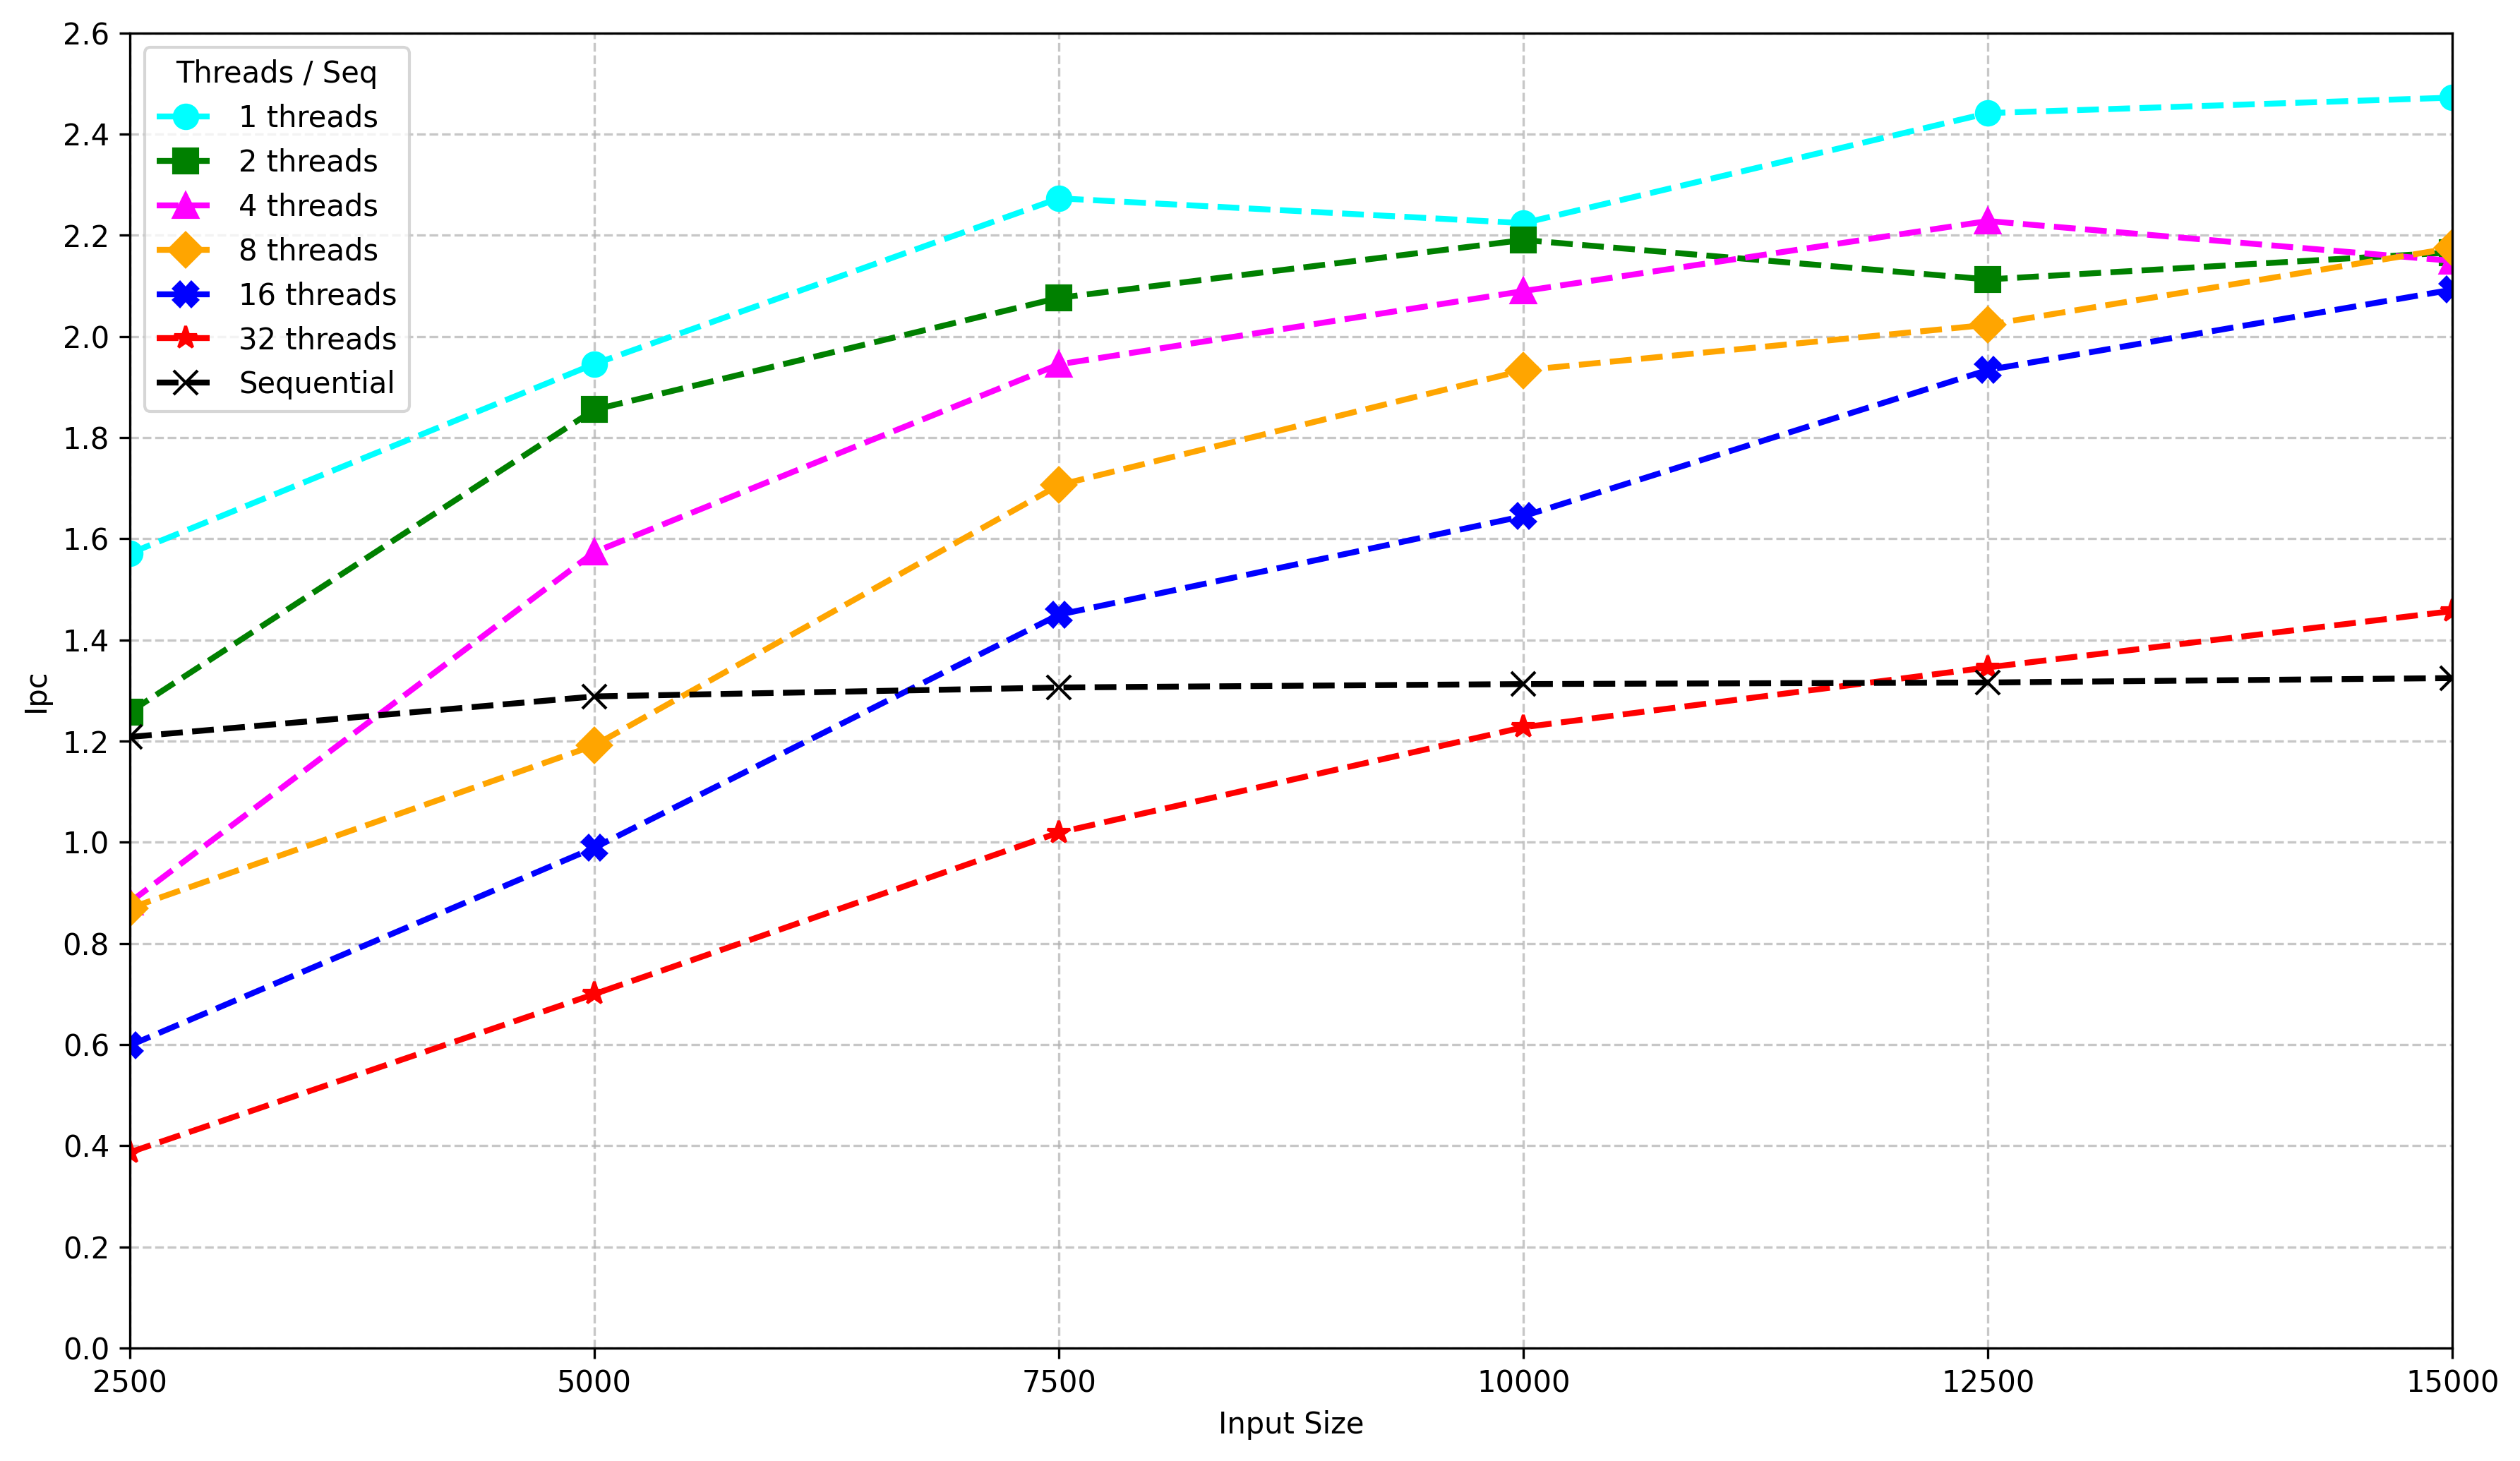 2.6
2.4
2.2
2.0
1.8
1.6
1.4
1.2
1.0
0.8
0.6
0.4
0.2
0.0
Ipc
Threads / Seq
1 threads
2 threads
4 threads
8 threads
16 threads
32 threads
Sequential
2500 5000 7500 10000 12500 15000
Input Size